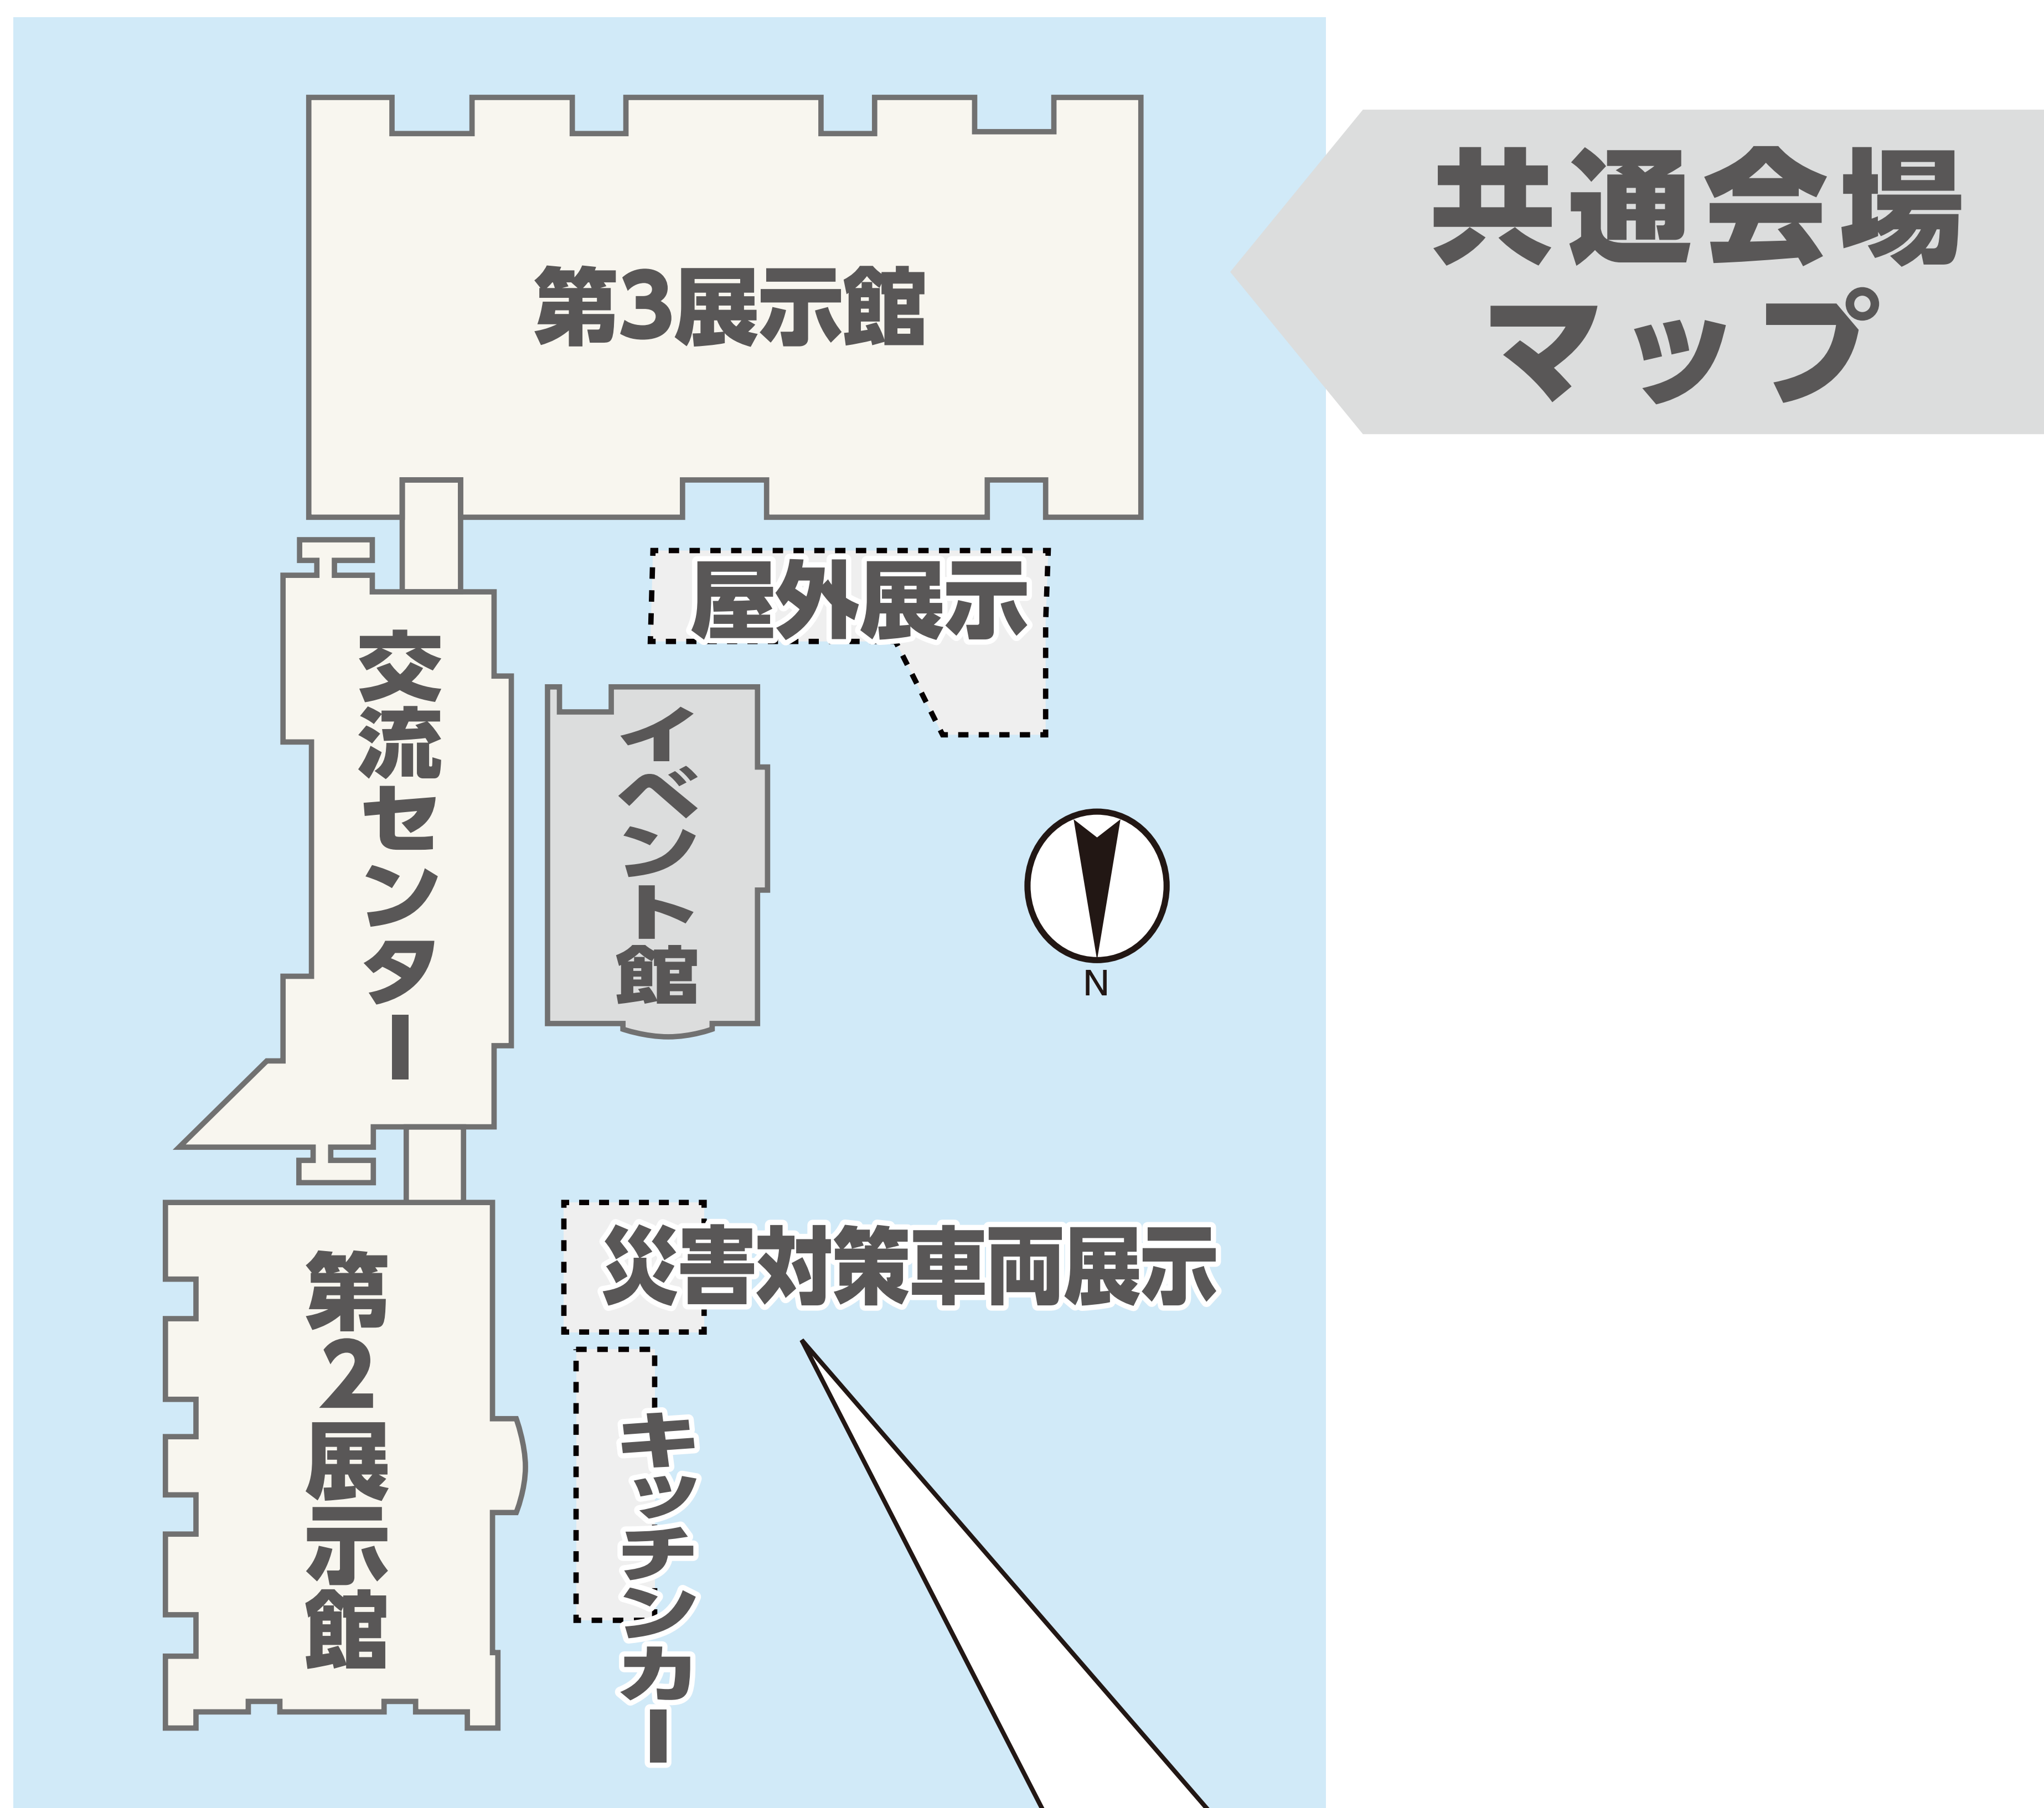 共通会場
マップ
第3展示館
屋外展示
交流センター
イベント館
N
災害対策車両展示
第2展示館
キッチンカー